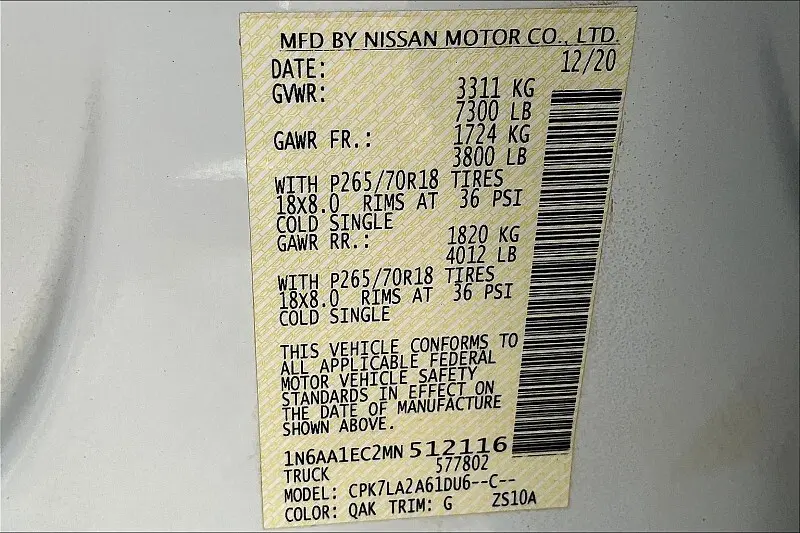 MFD BY NISSAN MOTOR CO., LTD.
DATE: 12/20
GVWR: 3311 KG
7300 LB
GAWR FR.: 1724 KG
3800 LB
WITH P265/70R18 TIRES
18X8.0 RIMS AT 36 PSI
COLD SINGLE
GAWR RR.: 1820 KG
4012 LB
WITH P265/70R18 TIRES
18X8.0 RIMS AT 36 PSI
COLD SINGLE
THIS VEHICLE CONFORMS TO
ALL APPLICABLE FEDERAL
MOTOR VEHICLE SAFETY
STANDARDS IN EFFECT ON
THE DATE OF MANUFACTURE
SHOWN ABOVE.
1N6AA1EC2MN 512116
TRUCK 577802
MODEL: CPK7LA2A61DU6--C--
COLOR: QAK TRIM: G ZS10A